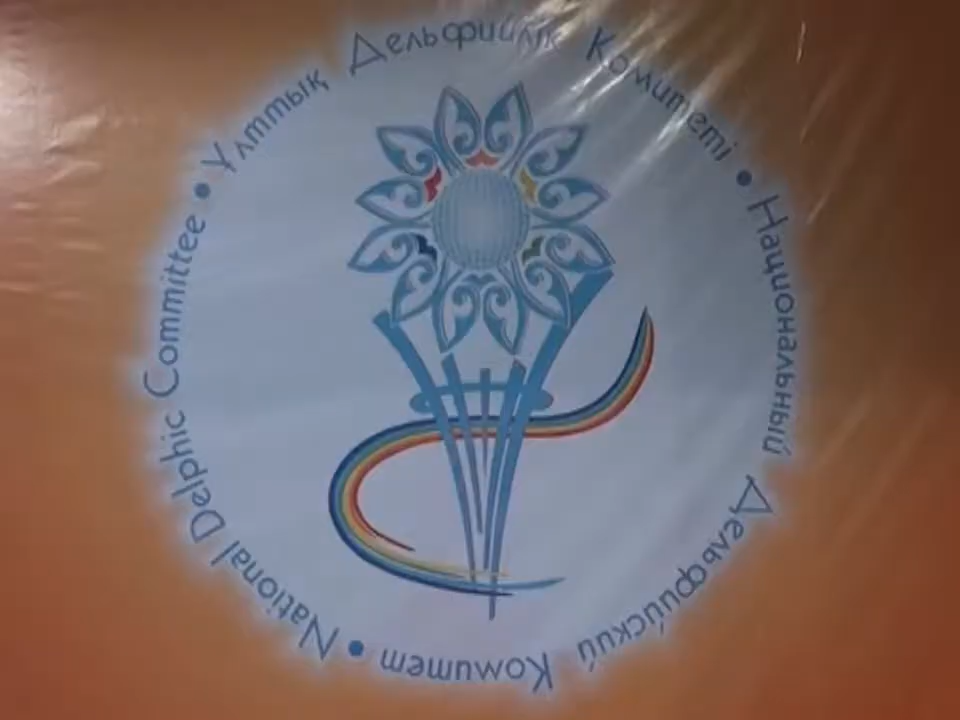 Ұлттық Дельфийлік Комитеті
Национальный Дельфийский Комитет
National Delphic Committee